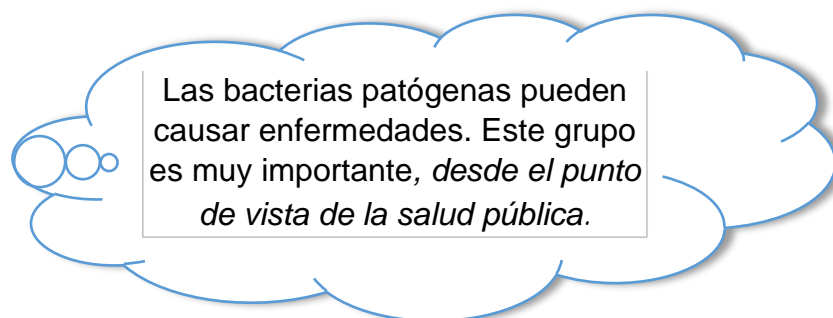 Las bacterias patógenas pueden
causar enfermedades. Este grupo
es muy importante, desde el punto
de vista de la salud pública.